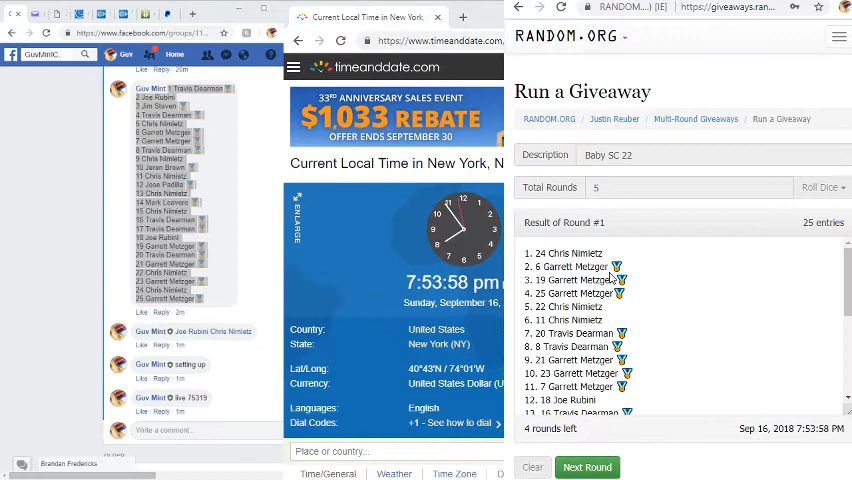 https://www.facebook.com/groups/11
GuvMintC
Guv
Home
Like · Reply · 20m
Guv Mint 1 Travis Dearman
2 Joe Rubini
3 Jim Steven
4 Travis Dearman
5 Chris Nimietz
6 Garrett Metzger
7 Garrett Metzger
8 Travis Dearman
9 Chris Nimietz
10 Jeren Brown
11 Chris Nimietz
12 Jose Padilla
13 Chris Nimietz
14 Mark Leavers
15 Chris Nimietz
16 Travis Dearman
17 Travis Dearman
18 Joe Rubini
19 Garrett Metzger
20 Travis Dearman
21 Garrett Metzger
22 Chris Nimietz
23 Garrett Metzger
24 Chris Nimietz
25 Garrett Metzger
Like · Reply · 2m
Guv Mint Joe Rubini Chris Nimietz
Like · Reply · 1m
Guv Mint setting up
Like · Reply · 1m
Guv Mint live 75319
Like · Reply · 1m
Write a comment...
OLDER
Brandan Fredericks
Current Local Time in New York,
https://www.timeanddate.com,
timeanddate.com
33RD ANNIVERSARY SALES EVENT
$1,033 REBATE
OFFER ENDS SEPTEMBER 30
Current Local Time in New York, N
ENLARGE
7:53:58 pm
Sunday, September 16,
Country: United States
State: New York (NY)
Lat/Long: 40°43'N / 74°01'W
Currency: United States Dollar (U
Languages: English
Dial Codes: +1 - See how to dial
Place or country...
Time/General Weather Time Zone D
RANDOM....) [IE] https://giveaways.ran...
RANDOM.ORG
Run a Giveaway
RANDOM.ORG Justin Reuber Multi-Round Giveaways Run a Giveaway
Description Baby SC 22
Total Rounds 5 Roll Dice
Result of Round #1 25 entries
1. 24 Chris Nimietz
2. 6 Garrett Metzger
3. 19 Garrett Metzger
4. 25 Garrett Metzger
5. 22 Chris Nimietz
6. 11 Chris Nimietz
7. 20 Travis Dearman
8. 8 Travis Dearman
9. 21 Garrett Metzger
10. 23 Garrett Metzger
11. 7 Garrett Metzger
12. 18 Joe Rubini
13. 16 Travis Dearman
4 rounds left Sep 16, 2018 7:53:58 PM
Clear Next Round